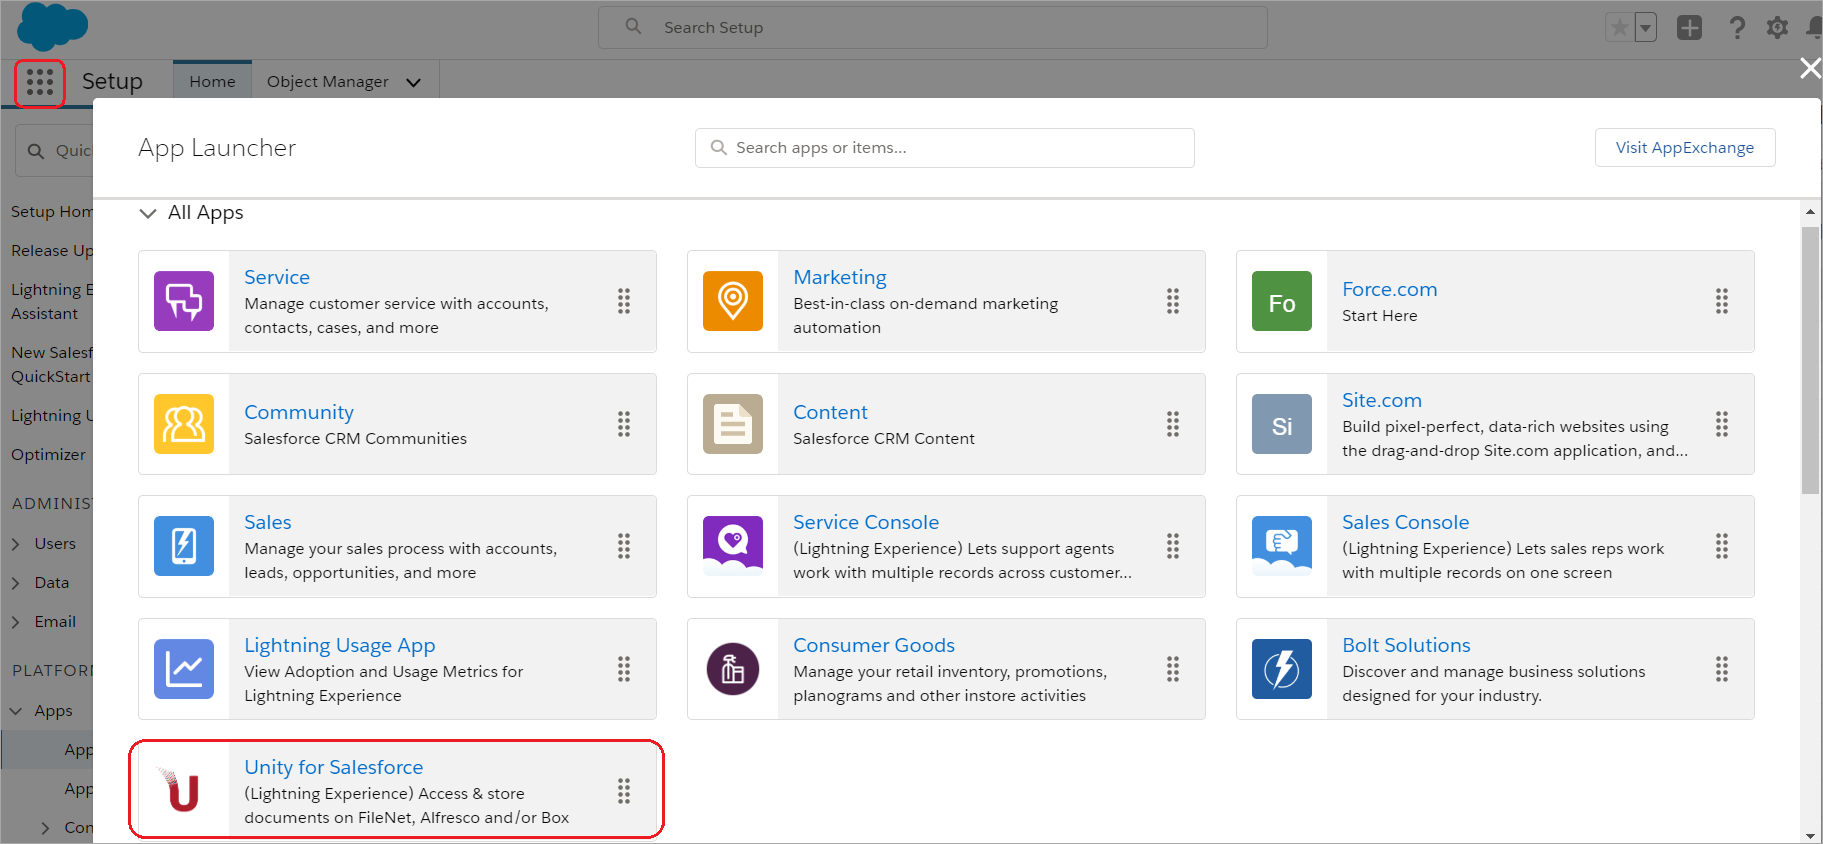 Search Setup
Setup
Home
Object Manager
App Launcher
Search apps or items...
Visit AppExchange
Quic
Setup Hom
Release Up
Lightning E
Assistant
New Salesf
QuickStart
Lightning U
Optimizer
ADMINIS
Users
Data
Email
PLATFORM
Apps
App
App
Con
All Apps
Service
Manage customer service with accounts,
contacts, cases, and more
Marketing
Best-in-class on-demand marketing
automation
Fo
Force.com
Start Here
Community
Salesforce CRM Communities
Content
Salesforce CRM Content
Si
Site.com
Build pixel-perfect, data-rich websites using
the drag-and-drop Site.com application, and...
Sales
Manage your sales process with accounts,
leads, opportunities, and more
Service Console
(Lightning Experience) Lets support agents
work with multiple records across customer...
Sales Console
(Lightning Experience) Lets sales reps work
with multiple records on one screen
Lightning Usage App
View Adoption and Usage Metrics for
Lightning Experience
Consumer Goods
Manage your retail inventory, promotions,
planograms and other instore activities
Bolt Solutions
Discover and manage business solutions
designed for your industry.
U
Unity for Salesforce
(Lightning Experience) Access & store
documents on FileNet, Alfresco and/or Box